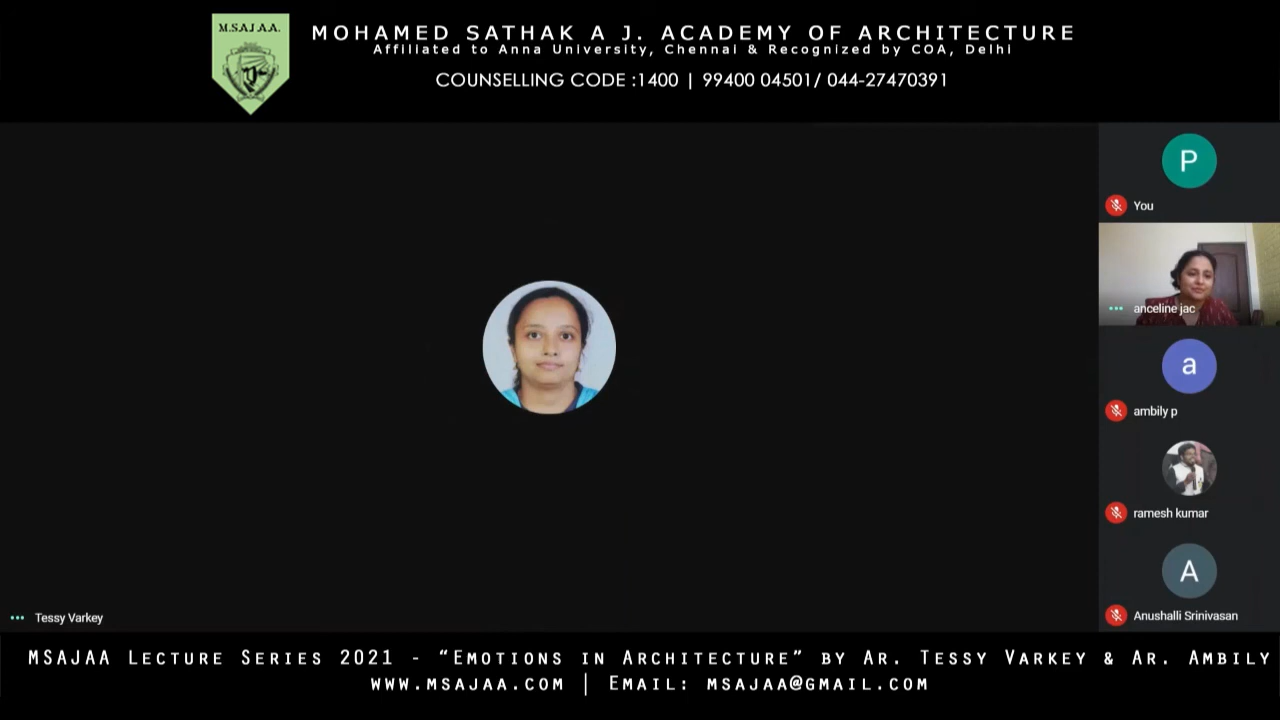 M.S.A.J.A.A.
MOHAMED SATHAK A J. ACADEMY OF ARCHITECTURE
Affiliated to Anna University, Chennai & Recognized by COA, Delhi
COUNSELLING CODE :1400 | 99400 04501/ 044-27470391
P
You
anceline jac
a
ambily p
ramesh kumar
A
Anushalli Srinivasan
Tessy Varkey
MSAJAA LECTURE SERIES 2021 - “EMOTIONS IN ARCHITECTURE” BY AR. TESSY VARKEY & AR. AMBILY
WWW.MSAJAA.COM | EMAIL: MSAJAA@GMAIL.COM